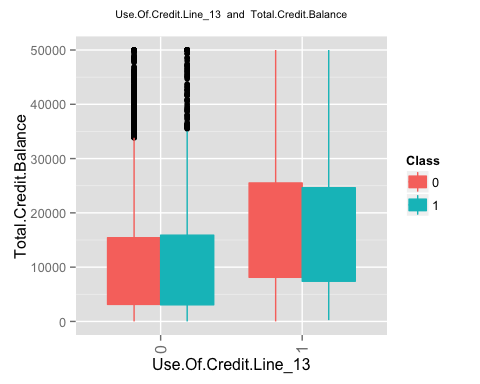 Use.Of.Credit.Line_13 and Total.Credit.Balance
50000
40000
30000
20000
10000
0
Total.Credit.Balance
0
1
Use.Of.Credit.Line_13
Class
0
1